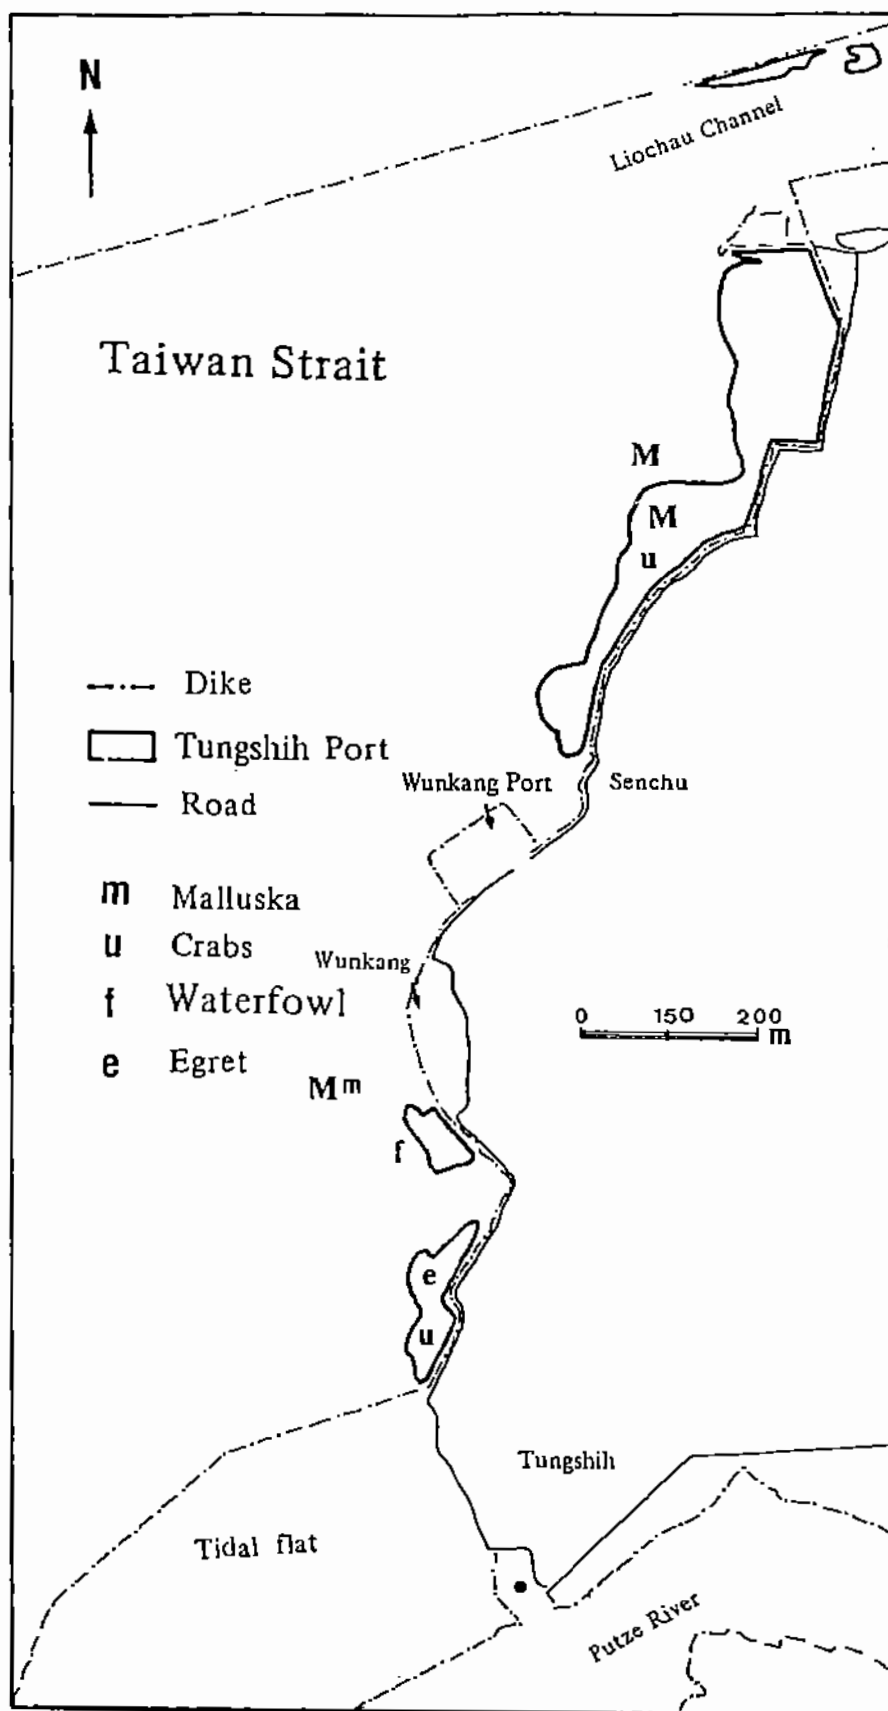 N
Liochau Channel
Taiwan Strait
M
M
u
Dike
Tungshih Port
Road
Wunkang Port
Senchu
m Malluska
u Crabs
f Waterfowl
e Egret
Wunkang
0 150 200
m
M m
f
e
u
Tungshih
Tidal flat
Putze River